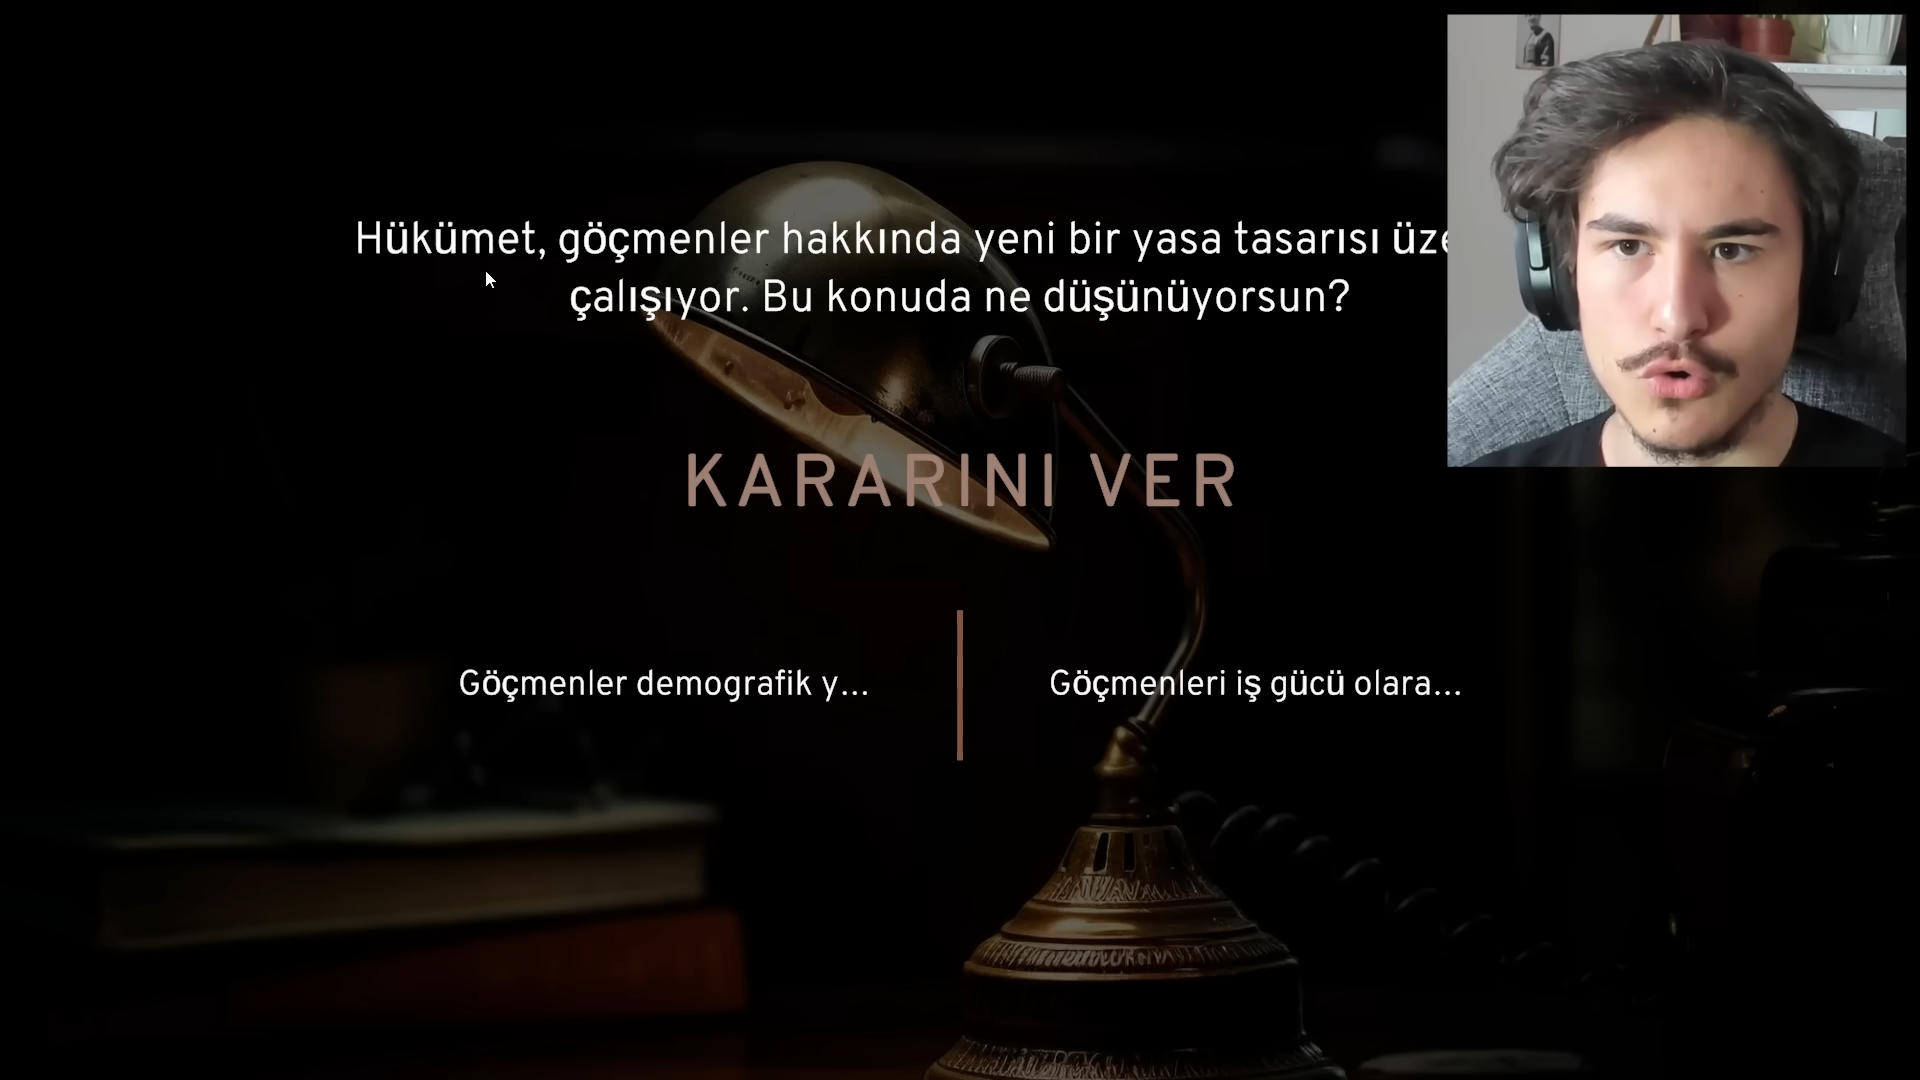 Hükümet, göçmenler hakkında yeni bir yasa tasarısı
çalışıyor. Bu konuda ne düşünüyorsun?
KARARINI VER
Göçmenler demografik y...
Göçmenleri iş gücü olara...